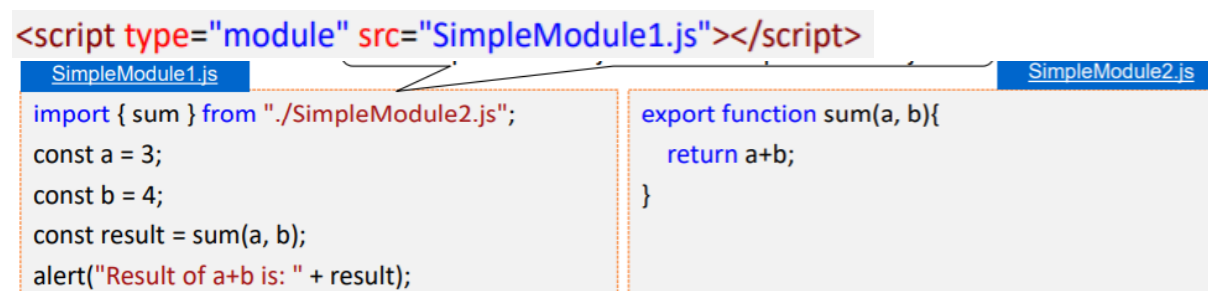 <script type="module" src="SimpleModule1.js"></script>
SimpleModule1.js
import { sum } from "./SimpleModule2.js";
const a = 3;
const b = 4;
const result = sum(a, b);
alert("Result of a+b is: " + result);
SimpleModule2.js
export function sum(a, b){
return a+b;
}